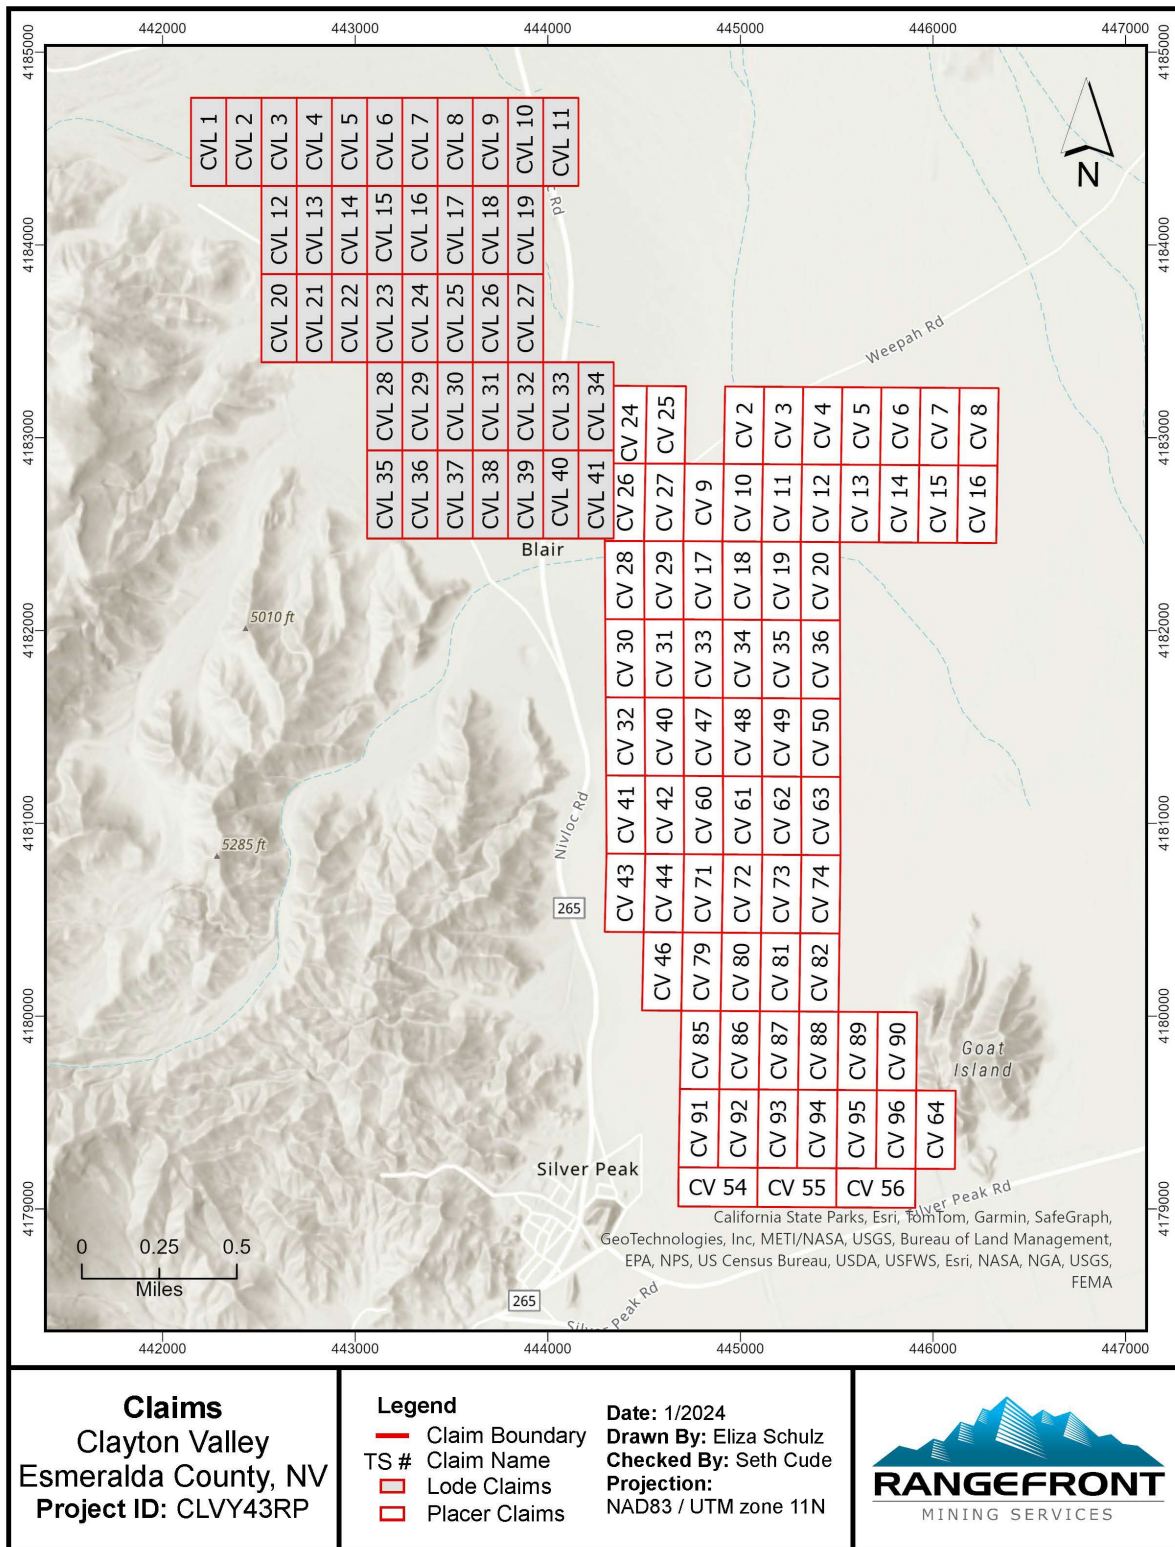 442000 443000 444000 445000 446000 447000
4185000 4185000
CVL 1 CVL 2 CVL 3 CVL 4 CVL 5 CVL 6 CVL 7 CVL 8 CVL 9 CVL 10 CVL 11
N
c Rd
CVL 12 CVL 13 CVL 14 CVL 15 CVL 16 CVL 17 CVL 18 CVL 19
4184000 4184000
CVL 20 CVL 21 CVL 22 CVL 23 CVL 24 CVL 25 CVL 26 CVL 27
Weepah Rd
CVL 28 CVL 29 CVL 30 CVL 31 CVL 32 CVL 33 CVL 34
CV 24 CV 25 CV 2 CV 3 CV 4 CV 5 CV 6 CV 7 CV 8
4183000 4183000
CVL 35 CVL 36 CVL 37 CVL 38 CVL 39 CVL 40 CVL 41
CV 26 CV 27 CV 9 CV 10 CV 11 CV 12 CV 13 CV 14 CV 15 CV 16
Blair
CV 28 CV 29 CV 17 CV 18 CV 19 CV 20
5010 ft
4182000 4182000
CV 30 CV 31 CV 33 CV 34 CV 35 CV 36
CV 32 CV 40 CV 47 CV 48 CV 49 CV 50
CV 41 CV 42 CV 60 CV 61 CV 62 CV 63
4181000 4181000
Nivloc Rd
5285 ft
CV 43 CV 44 CV 71 CV 72 CV 73 CV 74
265
CV 46 CV 79 CV 80 CV 81 CV 82
4180000 4180000
CV 85 CV 86 CV 87 CV 88 CV 89 CV 90
Goat
Island
CV 91 CV 92 CV 93 CV 94 CV 95 CV 96 CV 64
Silver Peak
CV 54 CV 55 CV 56
4179000 4179000
Silver Peak Rd
California State Parks, Esri, TomTom, Garmin, SafeGraph,
GeoTechnologies, Inc, METI/NASA, USGS, Bureau of Land Management,
EPA, NPS, US Census Bureau, USDA, USFWS, Esri, NASA, NGA, USGS,
FEMA
0 0.25 0.5
Miles
265
Silver Peak Rd
442000 443000 444000 445000 446000 447000
Claims
Clayton Valley
Esmeralda County, NV
Project ID: CLVY43RP
Legend
Claim Boundary
TS # Claim Name
Lode Claims
Placer Claims
Date: 1/2024
Drawn By: Eliza Schulz
Checked By: Seth Cude
Projection:
NAD83 / UTM zone 11N
RANGEFRONT
MINING SERVICES